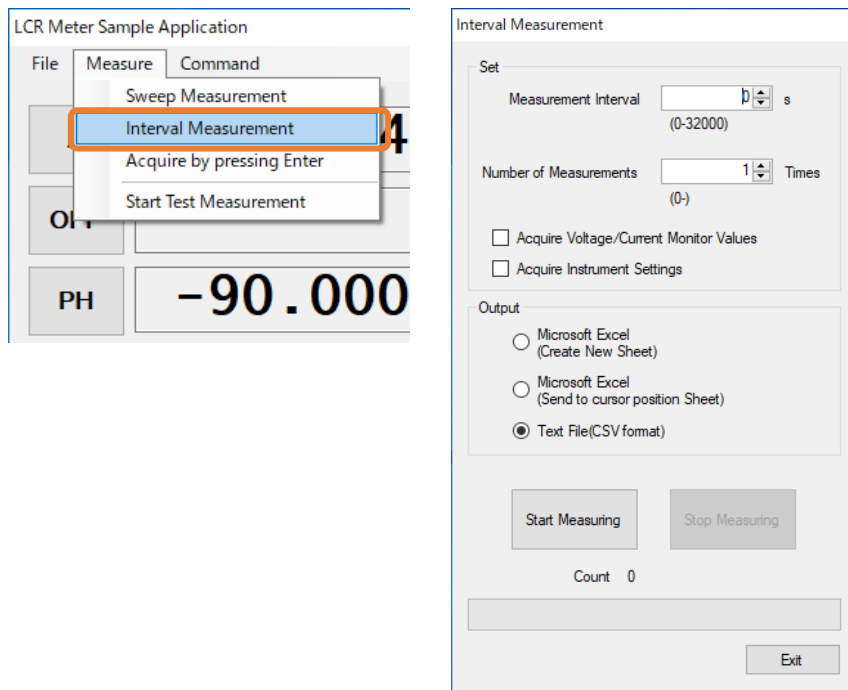 LCR Meter Sample Application
File Measure Command
Sweep Measurement
Interval Measurement
4
Acquire by pressing Enter
Start Test Measurement
PH -90.000
Interval Measurement
Set
Measurement Interval 0 s
(0-32000)
Number of Measurements 1 Times
(0-)
Acquire Voltage/Current Monitor Values
Acquire Instrument Settings
Output
Microsoft Excel
(Create New Sheet)
Microsoft Excel
(Send to cursor position Sheet)
Text File(CSV format)
Start Measuring Stop Measuring
Count 0
Exit